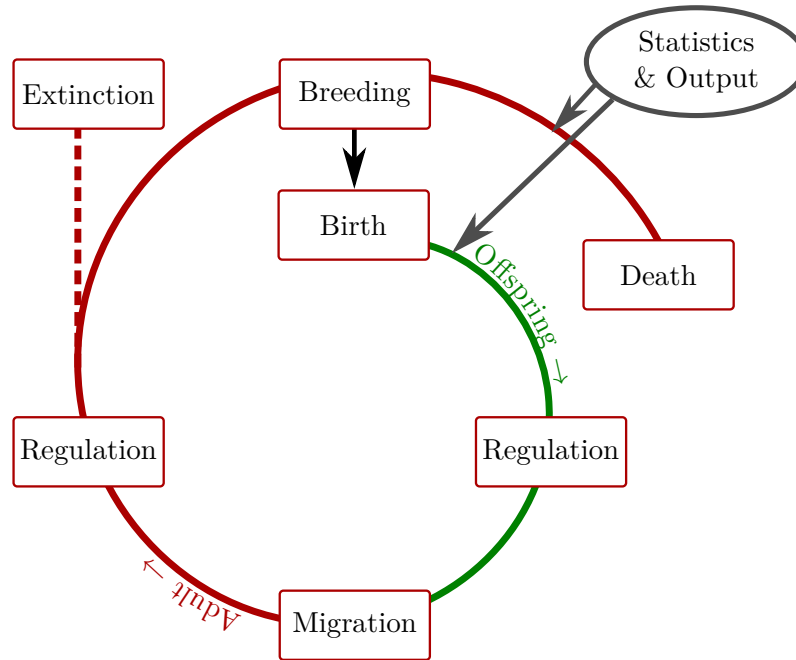 Statistics
& Output
Extinction
Breeding
Birth
Offspring →
Death
Regulation
Regulation
Adult →
Migration